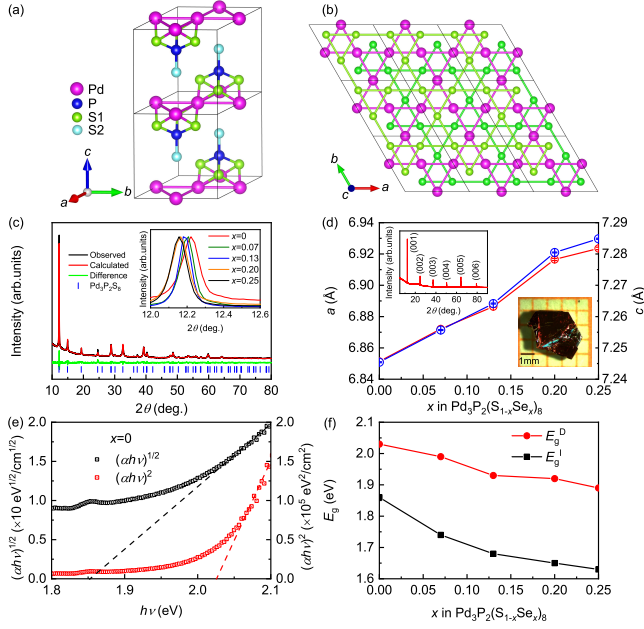 (a)
Pd
P
S1
S2
c
b
a
(b)
b
c
a
(c)
Intensity (arb.units)
Observed
Calculated
Difference
Pd₃P₂S₈
Intensity (arb.units)
x=0
x=0.07
x=0.13
x=0.20
x=0.25
12.0 12.2 12.4 12.6
2θ (deg.)
10 20 30 40 50 60 70 80
2θ (deg.)
(d)
6.94
6.92
6.90
6.88
6.86
6.84
a (Å)
7.29
7.28
7.27
7.26
7.25
7.24
c (Å)
Intensity (arb.units)
(001)
(002)
(003)
(004)
(005)
(006)
20 40 60 80
2θ (deg.)
1mm
0.00 0.05 0.10 0.15 0.20 0.25
x in Pd₃P₂(S₁₋ₓSeₓ)₈
(e)
2.0
1.5
1.0
0.5
0.0
(αhν)^1/2 (×10 eV^1/2/cm^1/2)
x=0
(αhν)^1/2
(αhν)²
2.0
1.5
1.0
0.5
0.0
(αhν)² (×10⁵ eV²/cm²)
1.8 1.9 2.0 2.1
hν (eV)
(f)
2.1
2.0
1.9
1.8
1.7
1.6
E_g (eV)
E_g^D
E_g^I
0.00 0.05 0.10 0.15 0.20 0.25
x in Pd₃P₂(S₁₋ₓSeₓ)₈